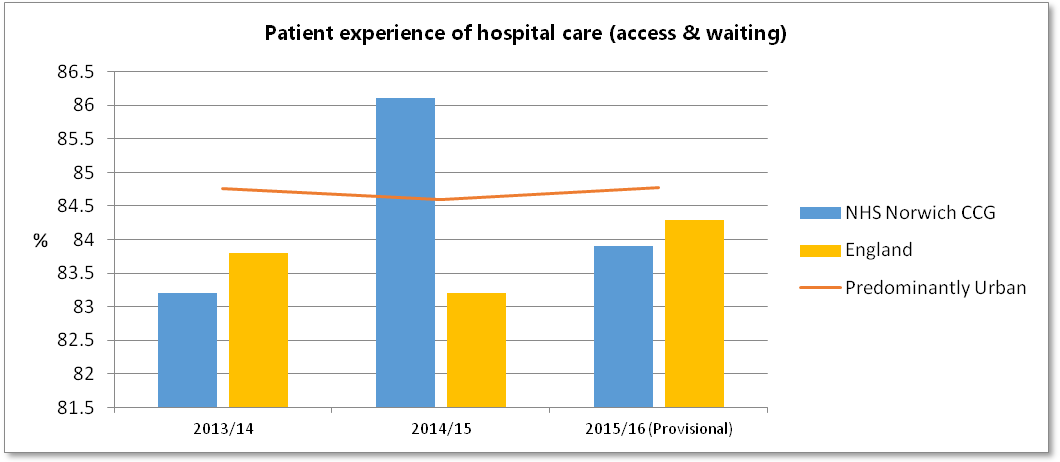 Patient experience of hospital care (access & waiting)
86.5
86
85.5
85
84.5
84
83.5
83
82.5
82
81.5
%
2013/14
2014/15
2015/16 (Provisional)
NHS Norwich CCG
England
Predominantly Urban